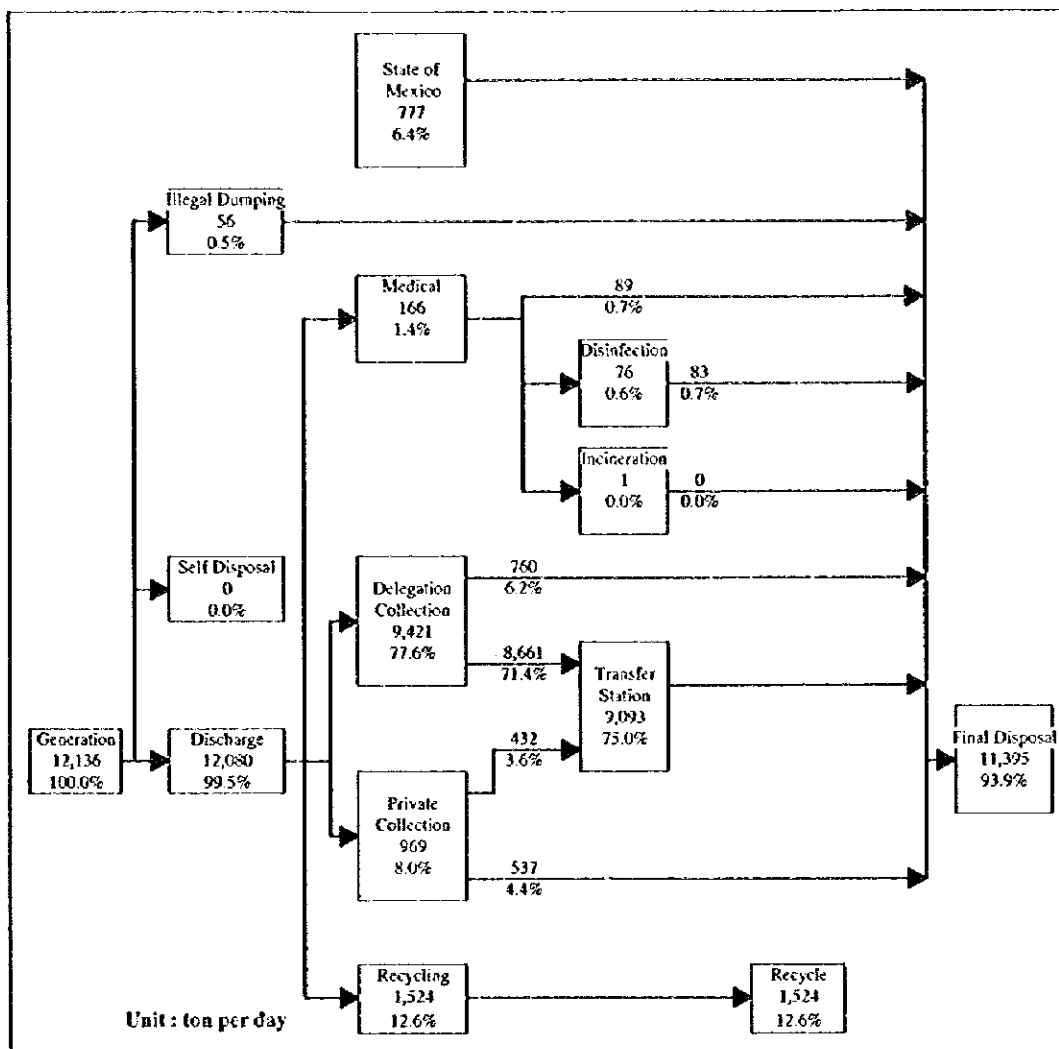 State of
Mexico
777
6.4%
Illegal Dumping
56
0.5%
Medical
166
1.4%
89
0.7%
Disinfection
76
0.6%
83
0.7%
Incineration
1
0.0%
0
0.0%
Self Disposal
0
0.0%
Delegation
Collection
9,421
77.6%
760
6.2%
8,661
71.4%
Transfer
Station
9,093
75.0%
Generation
12,136
100.0%
Discharge
12,080
99.5%
432
3.6%
Private
Collection
969
8.0%
537
4.4%
Final Disposal
11,395
93.9%
Recycling
1,524
12.6%
Recycle
1,524
12.6%
Unit : ton per day